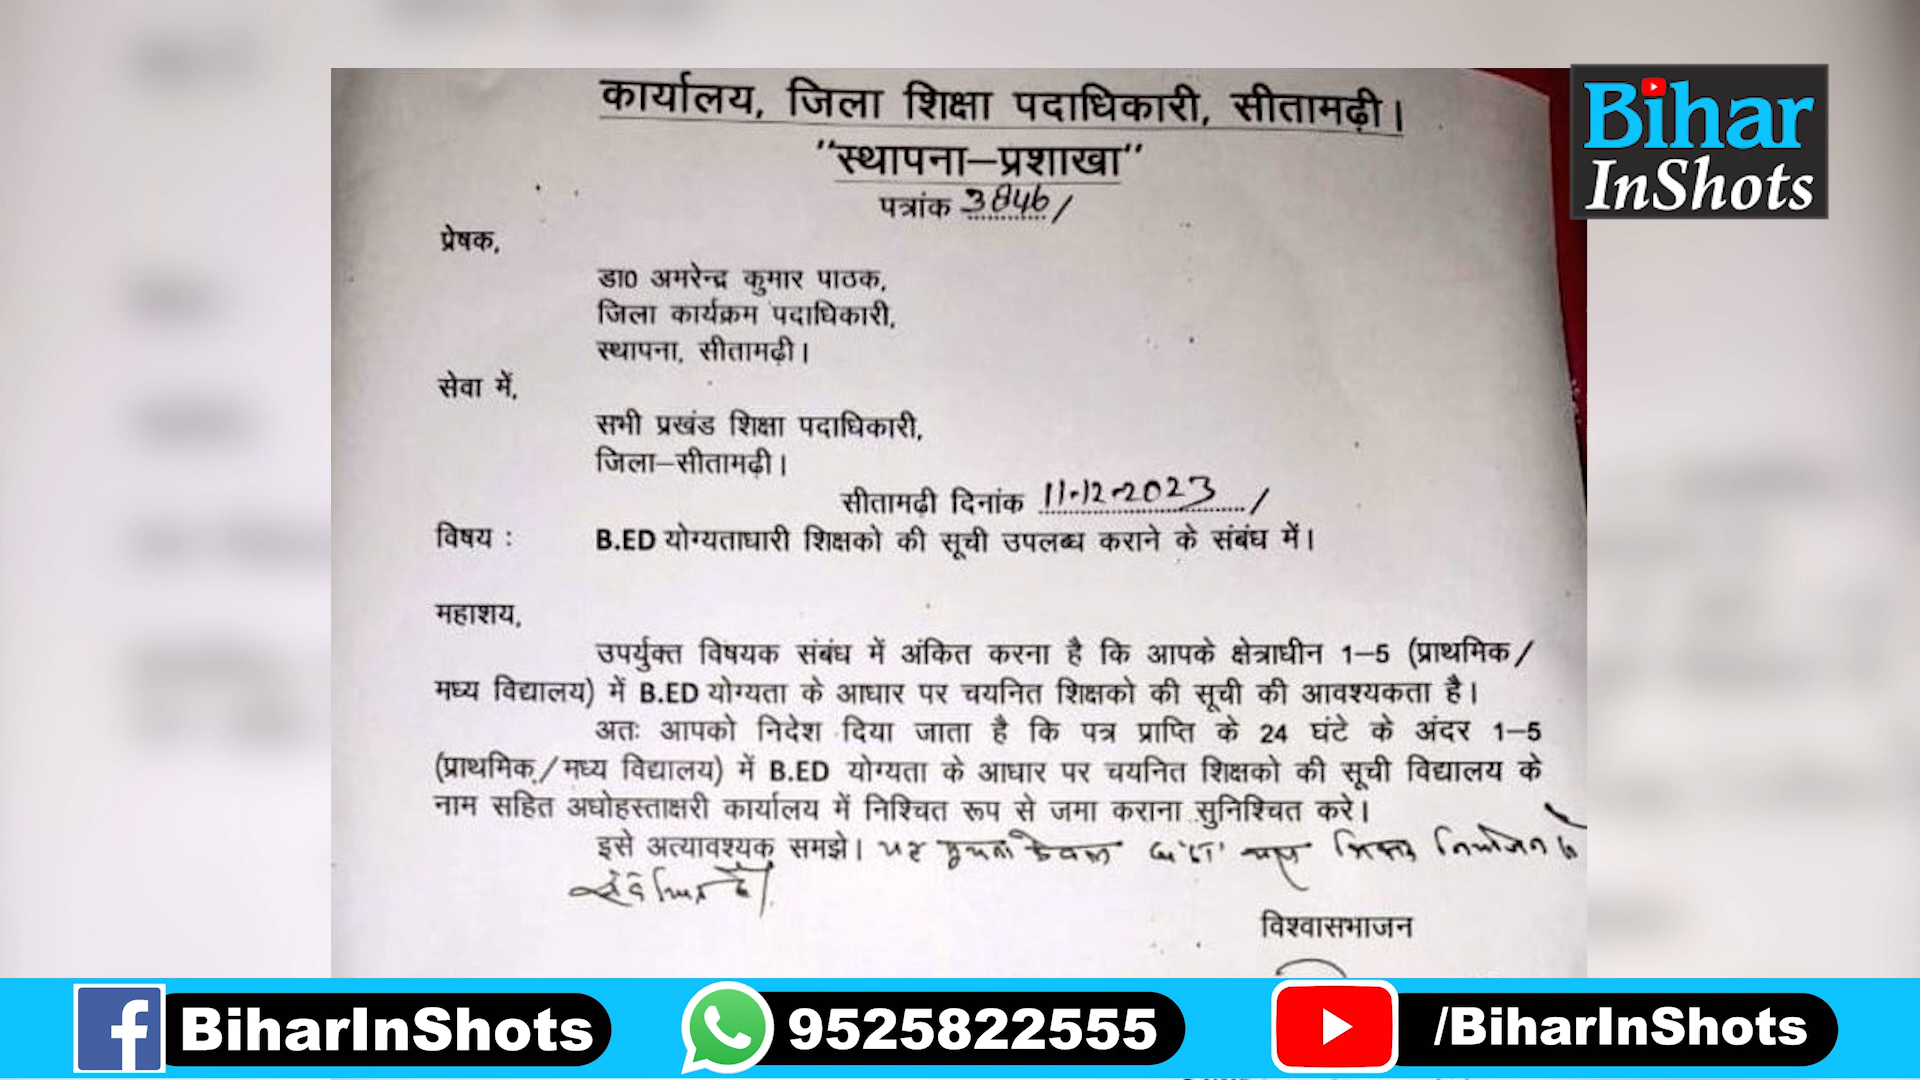 कार्यालय, जिला शिक्षा पदाधिकारी, सीतामढ़ी।
"स्थापना–प्रशाखा"
पत्रांक 3846/
प्रेषक,
डा0 अमरेन्द्र कुमार पाठक,
जिला कार्यक्रम पदाधिकारी,
स्थापना, सीतामढ़ी।
सेवा में,
सभी प्रखंड शिक्षा पदाधिकारी,
जिला–सीतामढ़ी।
सीतामढ़ी दिनांक 11-12-2023/
विषय : B.ED योग्यताधारी शिक्षको की सूची उपलब्ध कराने के संबंध में।
महाशय,
उपर्युक्त विषयक संबंध में अंकित करना है कि आपके क्षेत्राधीन 1–5 (प्राथमिक/
मध्य विद्यालय) में B.ED योग्यता के आधार पर चयनित शिक्षको की सूची की आवश्यकता है।
अतः आपको निदेश दिया जाता है कि पत्र प्राप्ति के 24 घंटे के अंदर 1–5
(प्राथमिक/मध्य विद्यालय) में B.ED योग्यता के आधार पर चयनित शिक्षको की सूची विद्यालय के
नाम सहित अधोहस्ताक्षरी कार्यालय में निश्चित रूप से जमा कराना सुनिश्चित करे।
इसे अत्यावश्यक समझे। यह सूचना केवल
विश्वासभाजन
Bihar
InShots
BiharInShots
9525822555
/BiharInShots